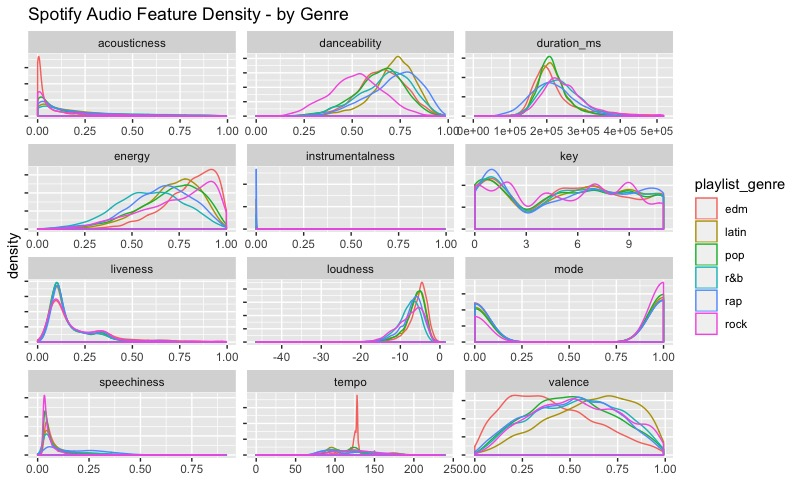 Spotify Audio Feature Density - by Genre
acousticness danceability duration_ms
0.00 0.25 0.75 1.00 0.00 0.25 0.50 0.75 1.00 0e+00 1e+05 2e+05 3e+05 4e+05 5e+05
energy instrumentalness key
0.00 0.25 0.50 0.75 1.00 0.00 0.25 0.50 0.75 1.00 0 3 6 9
playlist_genre
edm
latin
pop
r&b
rap
rock
density
liveness loudness mode
0.00 0.25 0.50 0.75 1.00 -40 -30 -20 -10 0 0.00 0.25 0.50 0.75 1.00
speechiness tempo valence
0.00 0.25 0.50 0.75 0 50 100 150 200 250 0.00 0.25 0.50 0.75 1.00